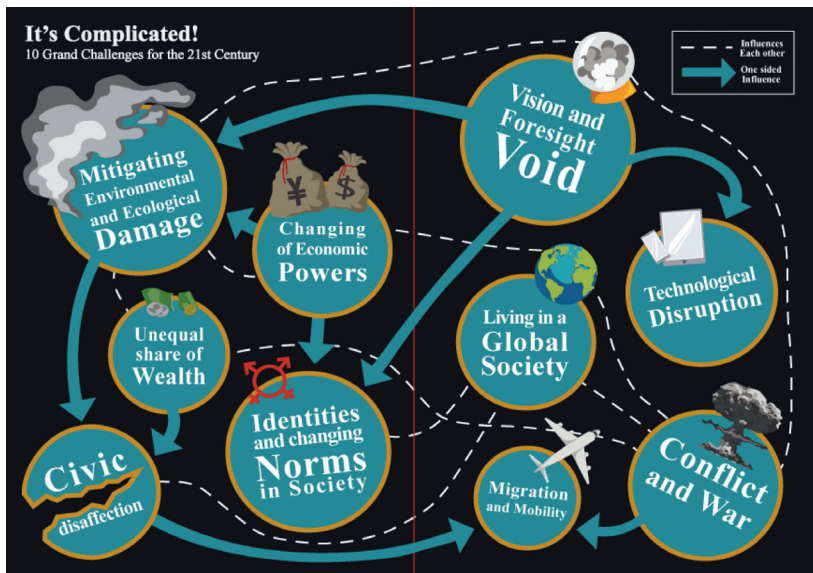 It's Complicated!
10 Grand Challenges for the 21st Century
Influences
Each other
One sided
Influence
Vision and
Foresight
Void
Mitigating
Environmental
and Ecological
Damage
¥
$
Changing
of Economic
Powers
Technological
Disruption
Living in a
Global
Society
Unequal
share of
Wealth
Identities
and changing
Norms
in Society
Civic
disaffection
Migration
and Mobility
Conflict
and War